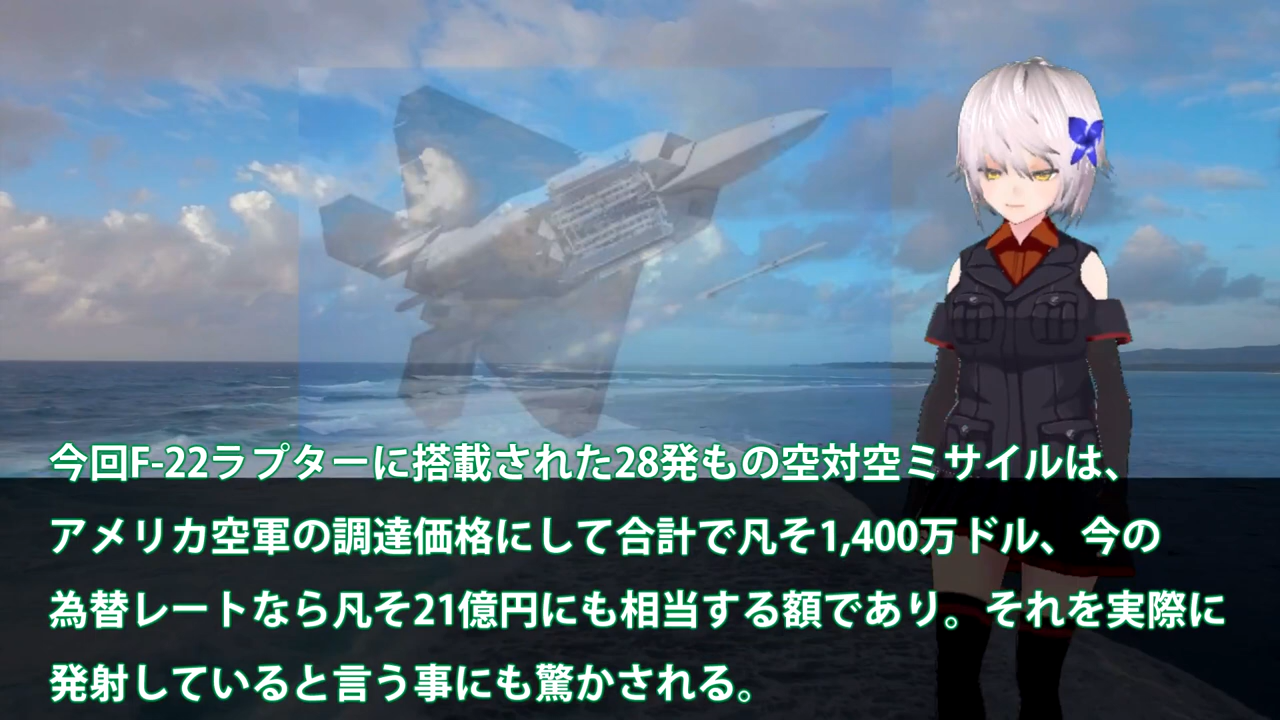 今回F-22ラプターに搭載された28発もの空対空ミサイルは、
アメリカ空軍の調達価格にして合計で凡そ1,400万ドル、今の
為替レートなら凡そ21億円にも相当する額であり。それを実際に
発射していると言う事にも驚かされる。